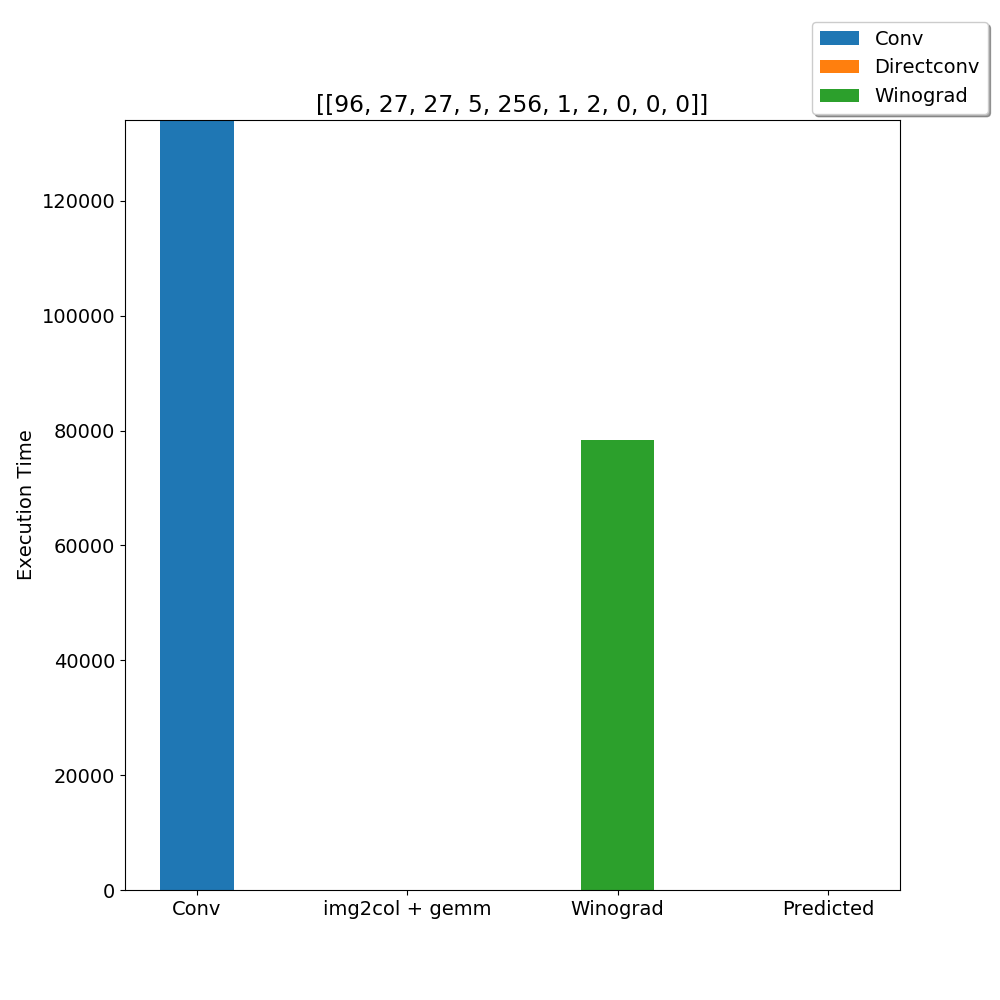 Conv
Directconv
Winograd
[[96, 27, 27, 5, 256, 1, 2, 0, 0, 0]]
120000
100000
80000
60000
40000
20000
0
Execution Time
Conv
img2col + gemm
Winograd
Predicted